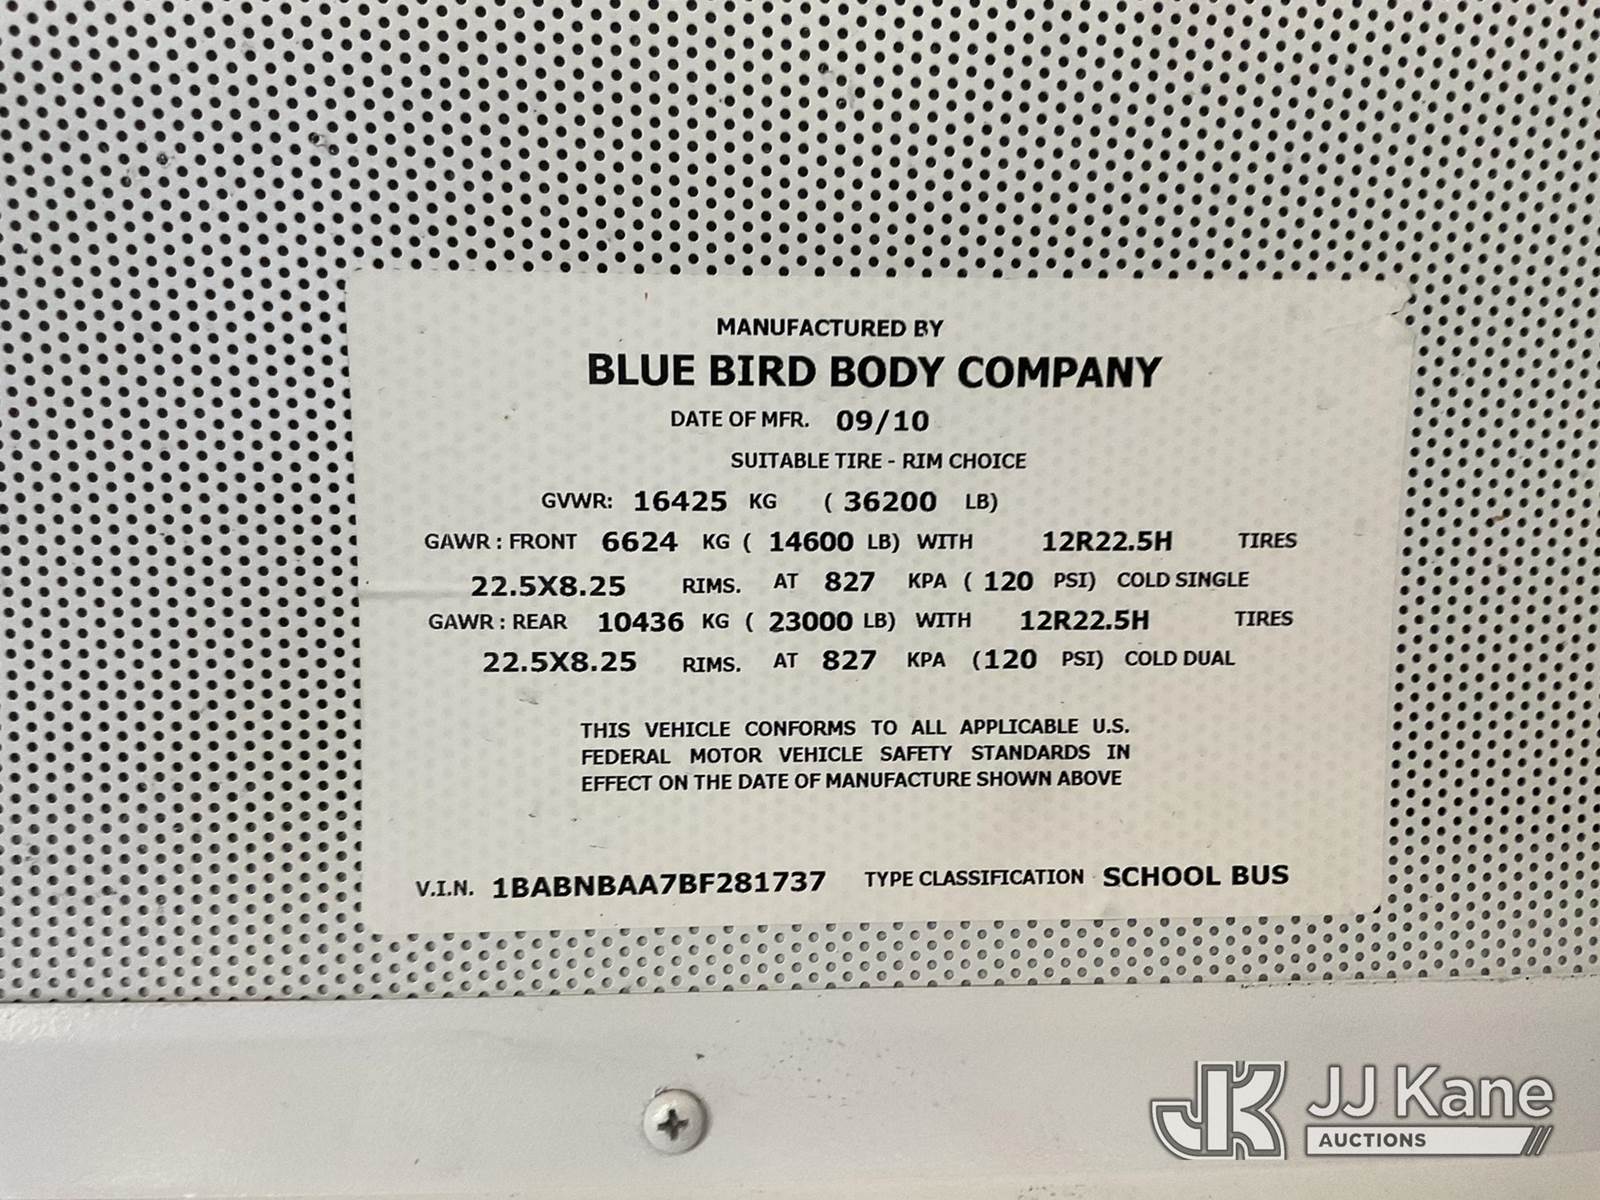 MANUFACTURED BY
BLUE BIRD BODY COMPANY
DATE OF MFR. 09/10
SUITABLE TIRE - RIM CHOICE
GVWR: 16425 KG ( 36200 LB)
GAWR : FRONT 6624 KG ( 14600 LB) WITH 12R22.5H TIRES
22.5X8.25 RIMS. AT 827 KPA ( 120 PSI) COLD SINGLE
GAWR : REAR 10436 KG ( 23000 LB) WITH 12R22.5H TIRES
22.5X8.25 RIMS. AT 827 KPA (120 PSI) COLD DUAL
THIS VEHICLE CONFORMS TO ALL APPLICABLE U.S.
FEDERAL MOTOR VEHICLE SAFETY STANDARDS IN
EFFECT ON THE DATE OF MANUFACTURE SHOWN ABOVE
V.I.N. 1BABNBAA7BF281737 TYPE CLASSIFICATION SCHOOL BUS
JK JJ Kane
AUCTIONS